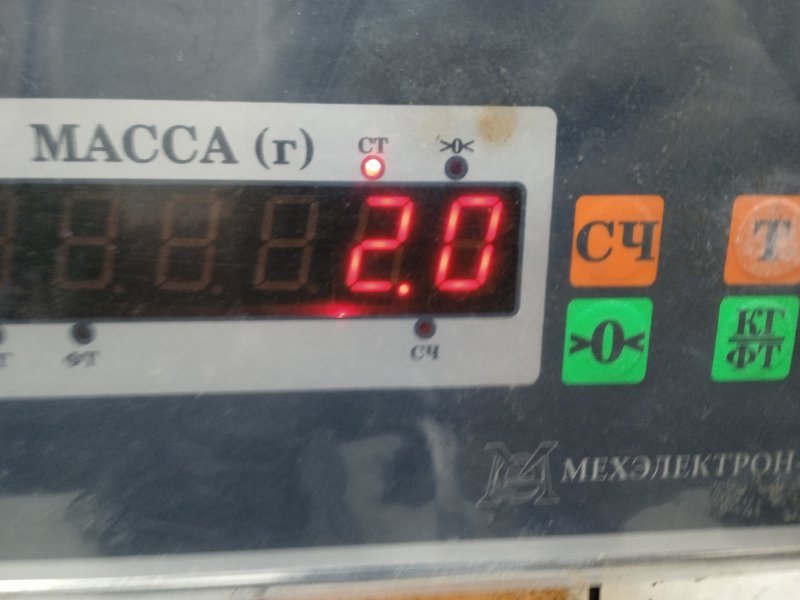 МАССА (г)
СТ
>0<
2.0
ФТ
СЧ
СЧ
Т
>0<
КГ
ФТ
МЕХЭЛЕКТРОН-